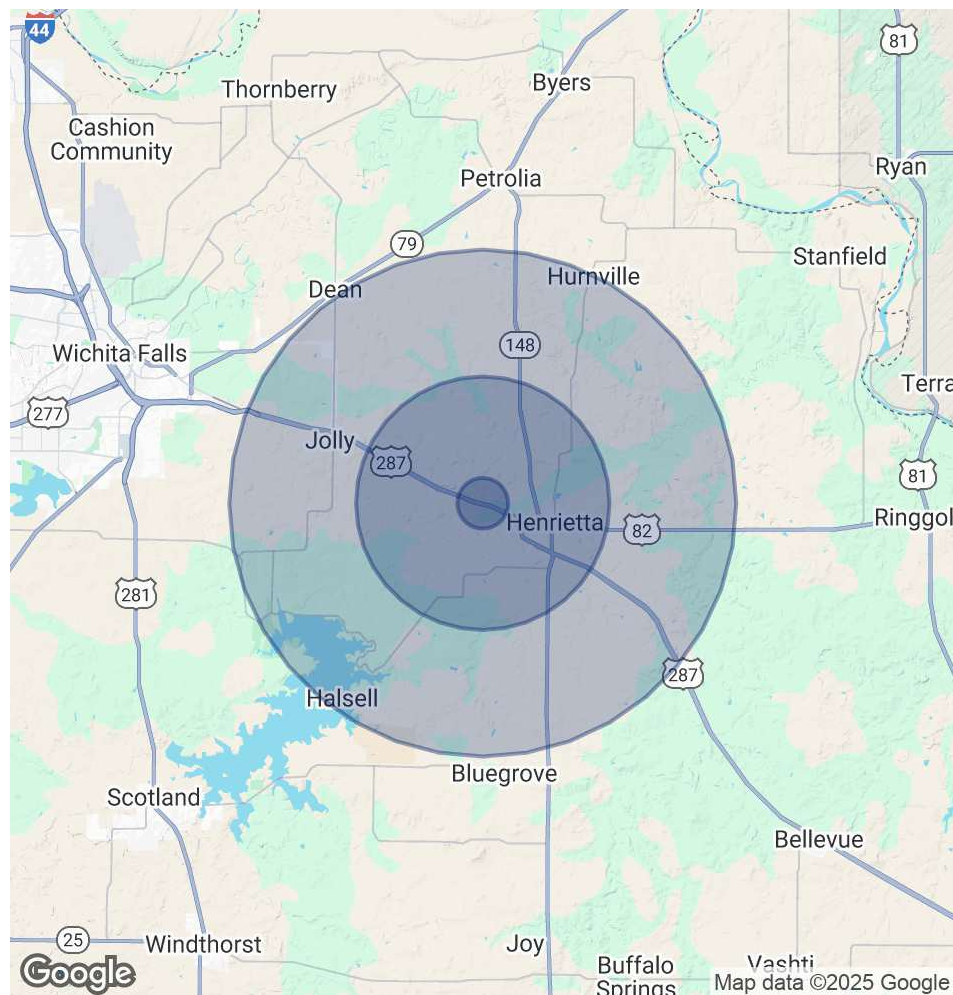 44
81
Byers
Thornberry
Cashion
Community
Ryan
Petrolia
79
Stanfield
Hurnville
Dean
148
Wichita Falls
Terra
277
Jolly
287
81
Henrietta
82
Ringgol
281
287
Halsell
Bluegrove
Scotland
Bellevue
25
Windthorst
Joy
Buffalo
Springs
Vashti
Google
Map data ©2025 Google